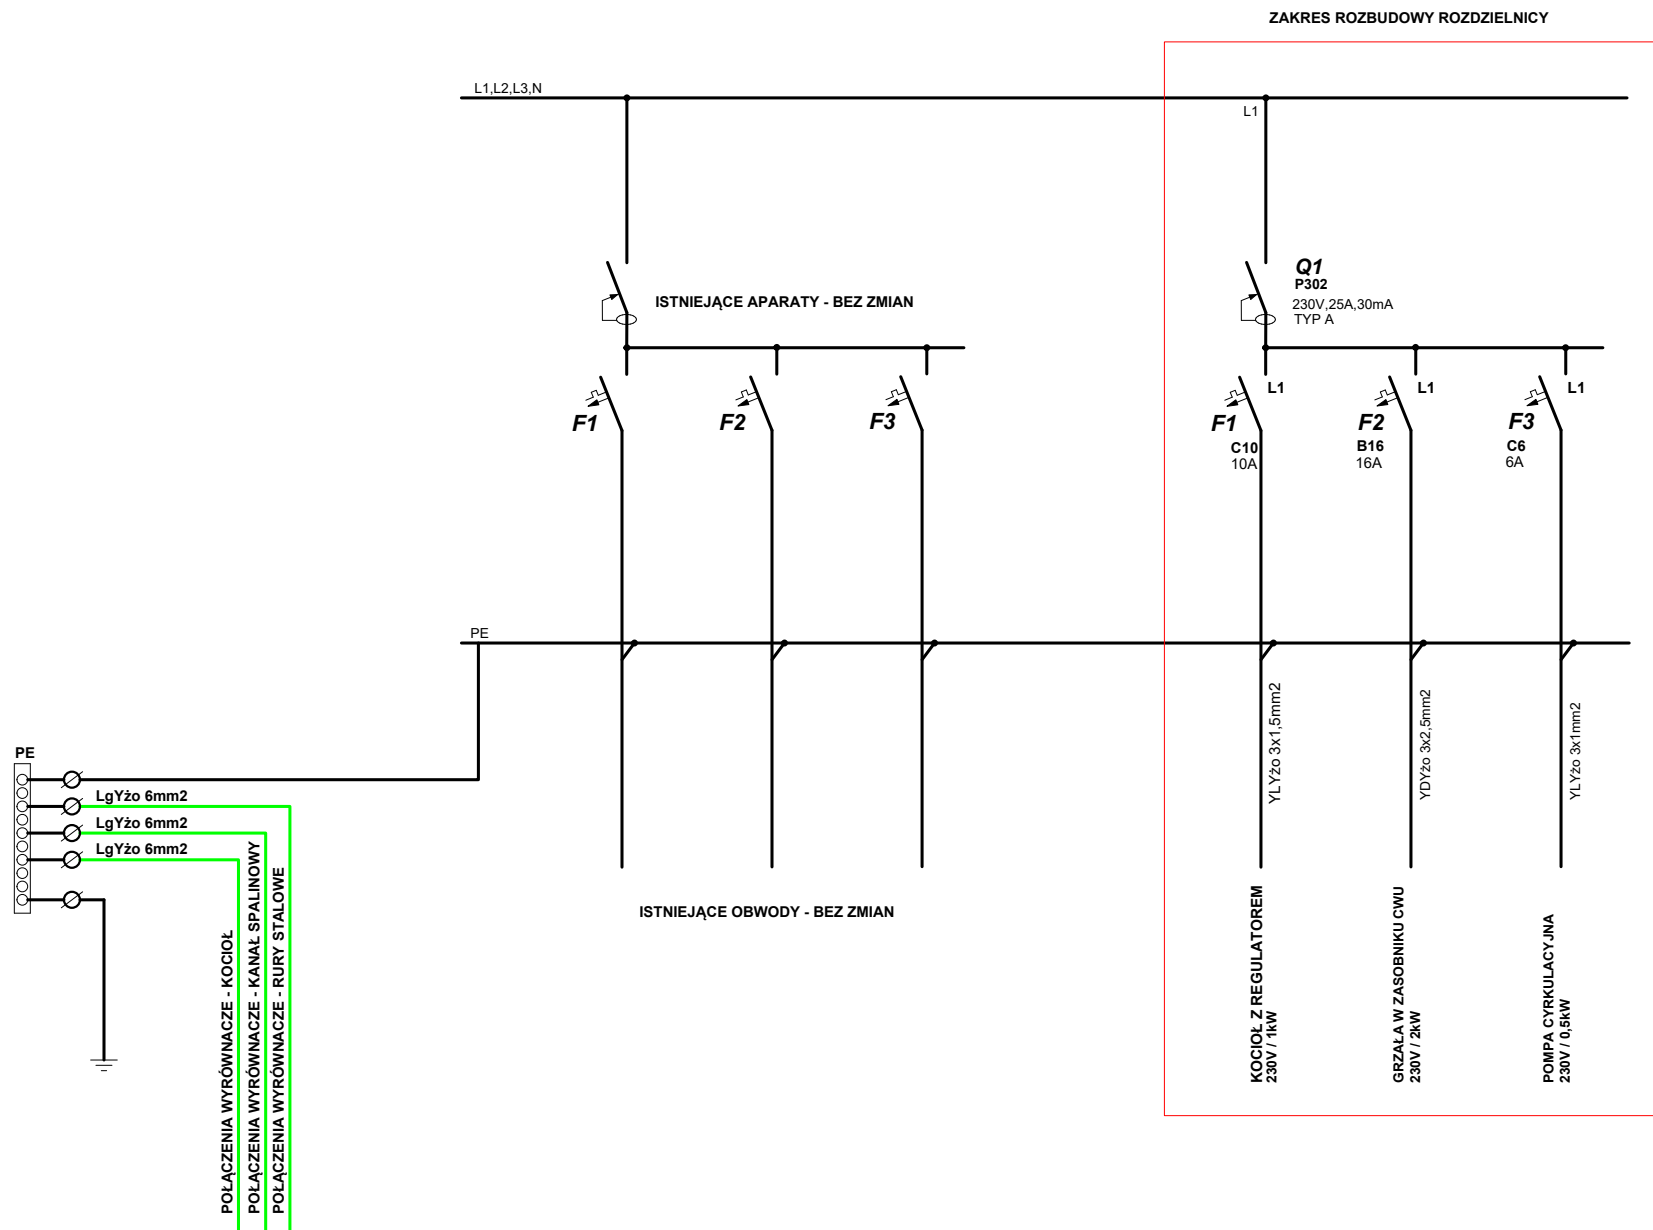 ZAKRES ROZBUDOWY ROZDZIELNICY
L1,L2,L3,N
L1
Q1
P302
230V,25A,30mA
TYP A
ISTNIEJĄCE APARATY - BEZ ZMIAN
F1
F2
F3
L1
L1
L1
F1
C10
10A
F2
B16
16A
F3
C6
6A
PE
YLYżo 3x1,5mm2
YDYżo 3x2,5mm2
YLYżo 3x1mm2
PE
LgYżo 6mm2
LgYżo 6mm2
LgYżo 6mm2
ISTNIEJĄCE OBWODY - BEZ ZMIAN
POŁĄCZENIA WYRÓWNACZE - KOCIOŁ
POŁĄCZENIA WYRÓWNACZE - KANAŁ SPALINOWY
POŁĄCZENIA WYRÓWNACZE - RURY STALOWE
KOCIOŁ Z REGULATOREM
230V / 1kW
GRZAŁA W ZASOBNIKU CWU
230V / 2kW
POMPA CYRKULACYJNA
230V / 0,5kW